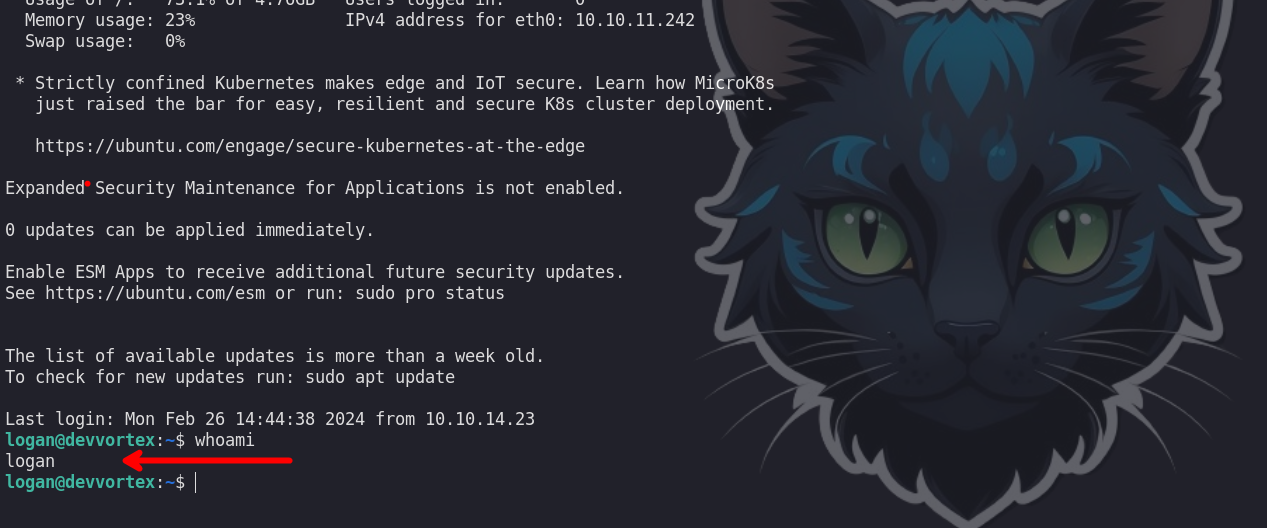 Usage of /: 75.1% of 4.76GB Users logged in: 0
Memory usage: 23% IPv4 address for eth0: 10.10.11.242
Swap usage: 0%
* Strictly confined Kubernetes makes edge and IoT secure. Learn how MicroK8s
just raised the bar for easy, resilient and secure K8s cluster deployment.
https://ubuntu.com/engage/secure-kubernetes-at-the-edge
Expanded Security Maintenance for Applications is not enabled.
0 updates can be applied immediately.
Enable ESM Apps to receive additional future security updates.
See https://ubuntu.com/esm or run: sudo pro status
The list of available updates is more than a week old.
To check for new updates run: sudo apt update
Last login: Mon Feb 26 14:44:38 2024 from 10.10.14.23
logan@devvortex:~$ whoami
logan
logan@devvortex:~$